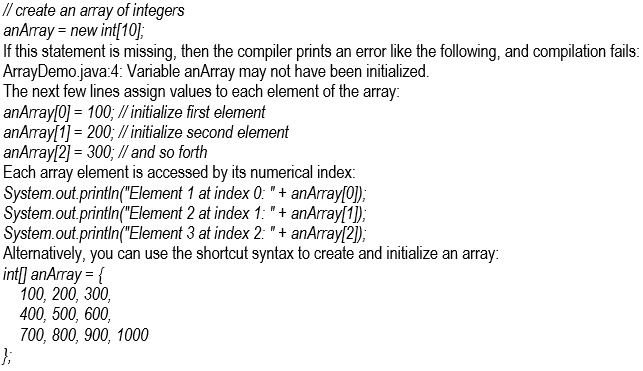 // create an array of integers
anArray = new int[10];
If this statement is missing, then the compiler prints an error like the following, and compilation fails:
ArrayDemo.java:4: Variable anArray may not have been initialized.
The next few lines assign values to each element of the array:
anArray[0] = 100; // initialize first element
anArray[1] = 200; // initialize second element
anArray[2] = 300; // and so forth
Each array element is accessed by its numerical index:
System.out.println("Element 1 at index 0: " + anArray[0]);
System.out.println("Element 2 at index 1: " + anArray[1]);
System.out.println("Element 3 at index 2: " + anArray[2]);
Alternatively, you can use the shortcut syntax to create and initialize an array:
int[] anArray = {
100, 200, 300,
400, 500, 600,
700, 800, 900, 1000
};